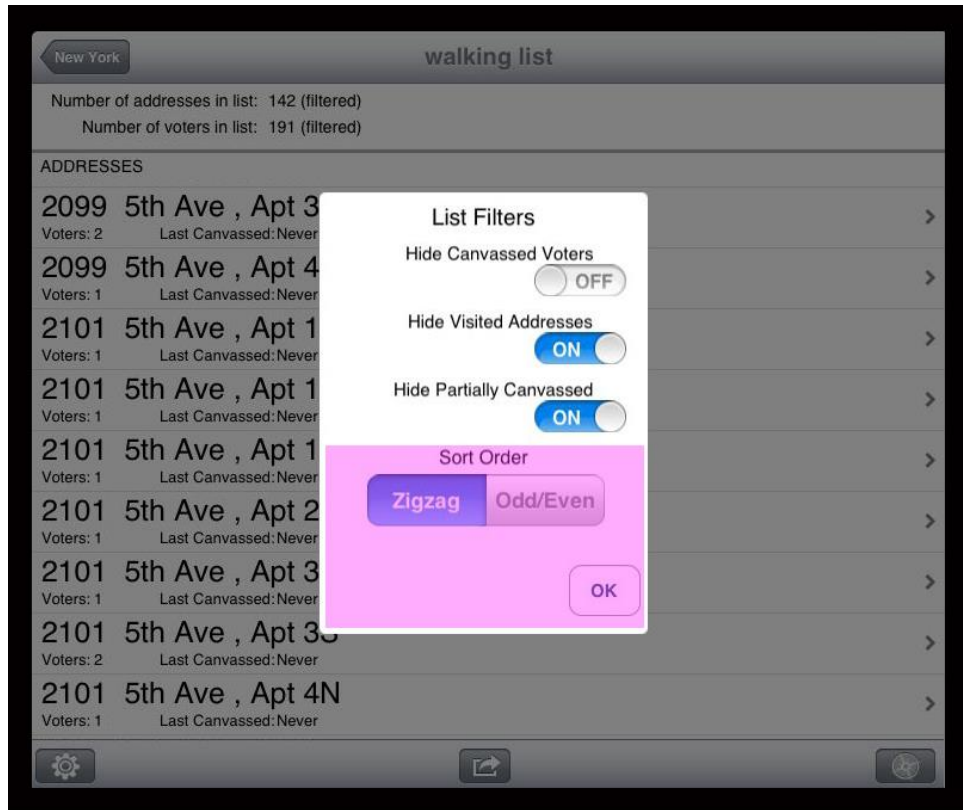 New York
walking list
Number of addresses in list: 142 (filtered)
Number of voters in list: 191 (filtered)
ADDRESSES
2099 5th Ave , Apt 3
Voters: 2 Last Canvassed:Never
2099 5th Ave , Apt 4
Voters: 1 Last Canvassed:Never
2101 5th Ave , Apt 1
Voters: 1 Last Canvassed:Never
2101 5th Ave , Apt 1
Voters: 1 Last Canvassed:Never
2101 5th Ave , Apt 1
Voters: 1 Last Canvassed:Never
2101 5th Ave , Apt 2
Voters: 1 Last Canvassed:Never
2101 5th Ave , Apt 3
Voters: 1 Last Canvassed:Never
2101 5th Ave , Apt 3S
Voters: 2 Last Canvassed:Never
2101 5th Ave , Apt 4N
Voters: 1 Last Canvassed:Never
List Filters
Hide Canvassed Voters
OFF
Hide Visited Addresses
ON
Hide Partially Canvassed
ON
Sort Order
Zigzag Odd/Even
OK